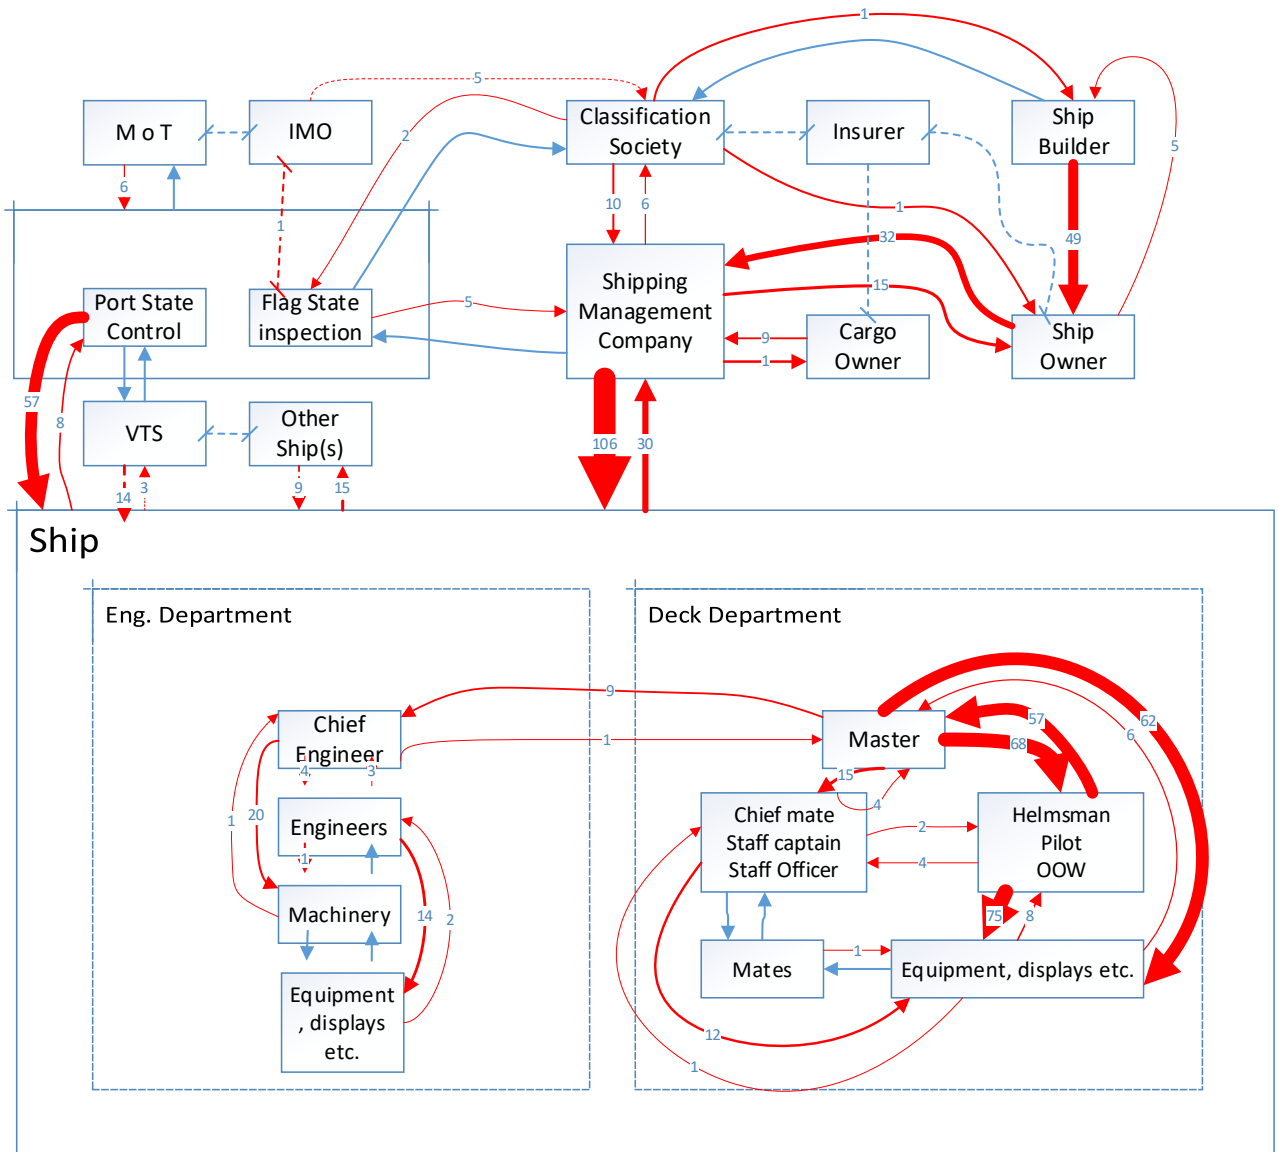 1
5
M o T
IMO
Classification
Society
Insurer
Ship
Builder
2
5
6
10
6
1
1
32
49
Port State
Control
Flag State
inspection
5
Shipping
Management
Company
15
9
1
Cargo
Owner
Ship
Owner
57
8
VTS
Other
Ship(s)
106
30
14
3
9
15
Ship
Eng. Department
Deck Department
9
1
Chief
Engineer
4
3
Master
57
68
62
6
15
4
1
20
Engineers
1
Chief mate
Staff captain
Staff Officer
2
4
Helmsman
Pilot
OOW
Machinery
14
2
75
8
1
Mates
Equipment, displays etc.
Equipment
, displays
etc.
12
1